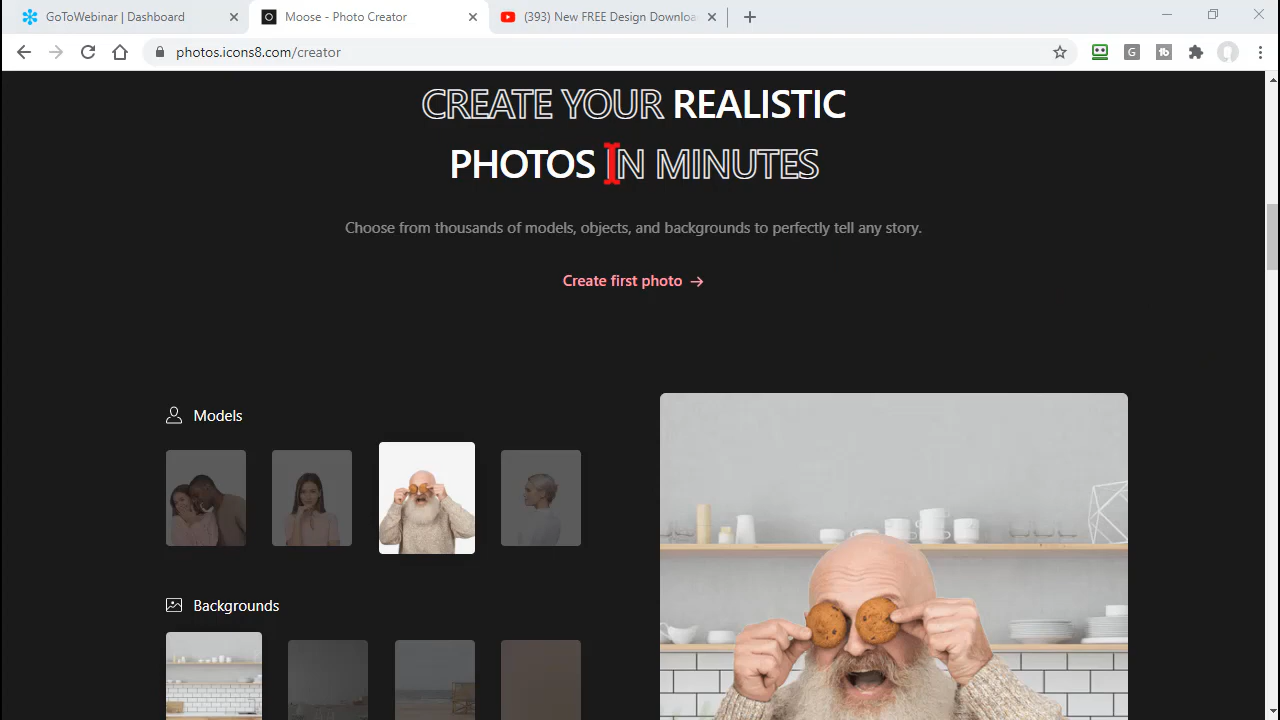 GoToWebinar | Dashboard
Moose - Photo Creator
(393) New FREE Design Downloa
photos.icons8.com/creator
G
tb
CREATE YOUR REALISTIC
PHOTOS IN MINUTES
Choose from thousands of models, objects, and backgrounds to perfectly tell any story.
Create first photo →
Models
Backgrounds